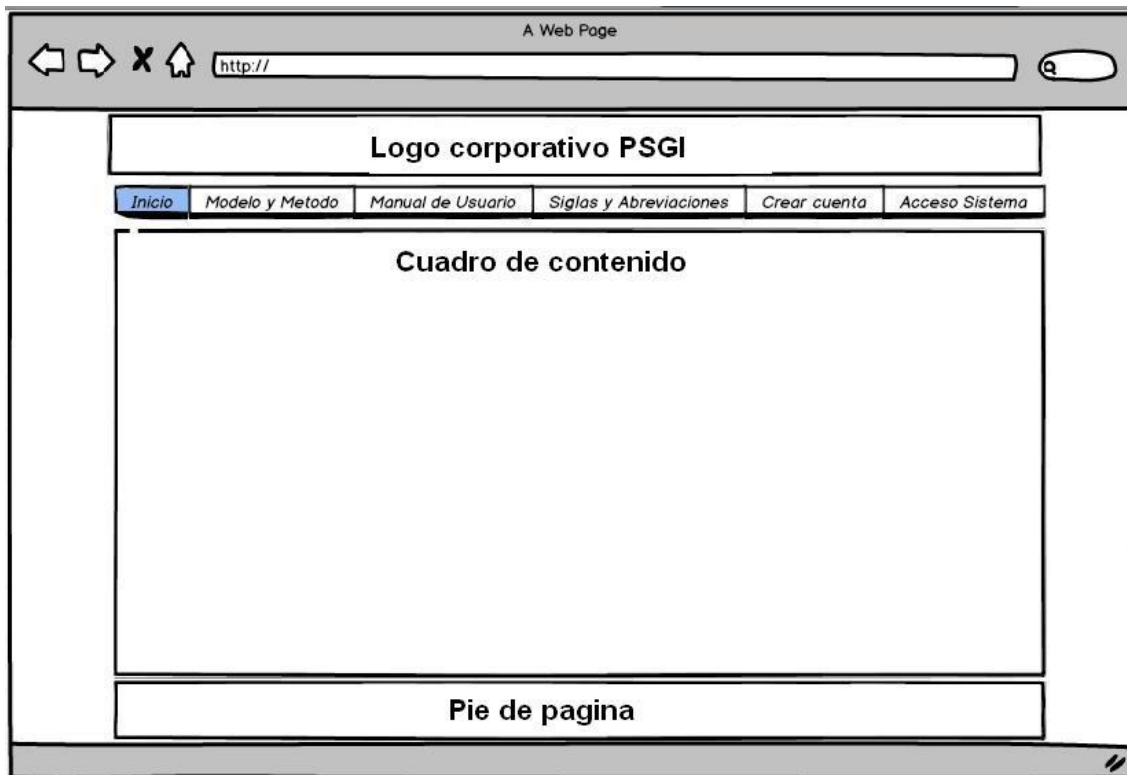 A Web Page
http://
Logo corporativo PSGI
Inicio Modelo y Metodo Manual de Usuario Siglas y Abreviaciones Crear cuenta Acceso Sistema
Cuadro de contenido
Pie de pagina